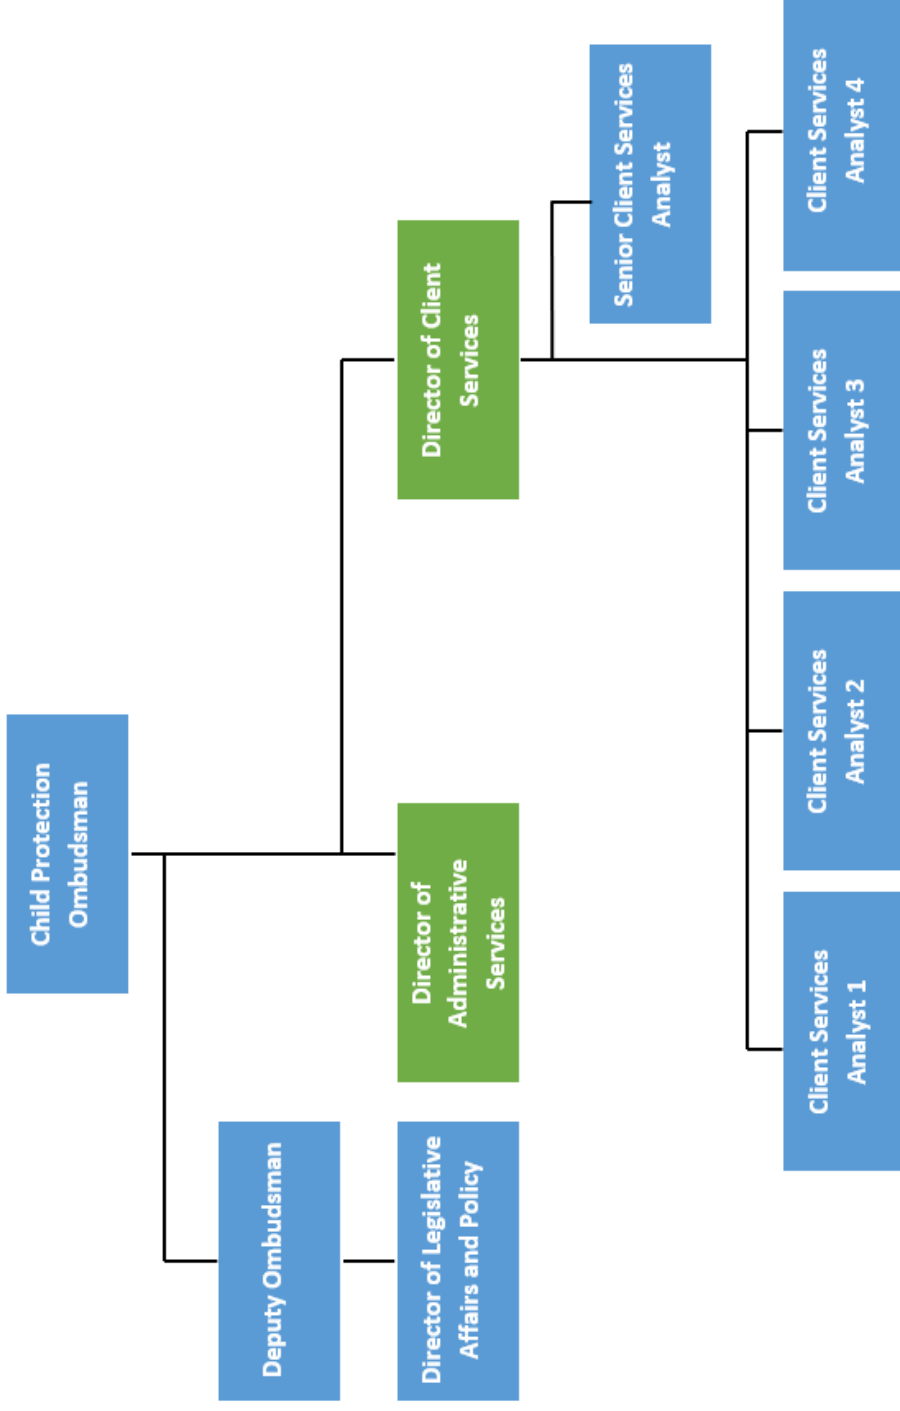 Child Protection
Ombudsman
Deputy Ombudsman
Director of Legislative
Affairs and Policy
Director of
Administrative
Services
Director of Client
Services
Senior Client Services
Analyst
Client Services
Analyst 1
Client Services
Analyst 2
Client Services
Analyst 3
Client Services
Analyst 4